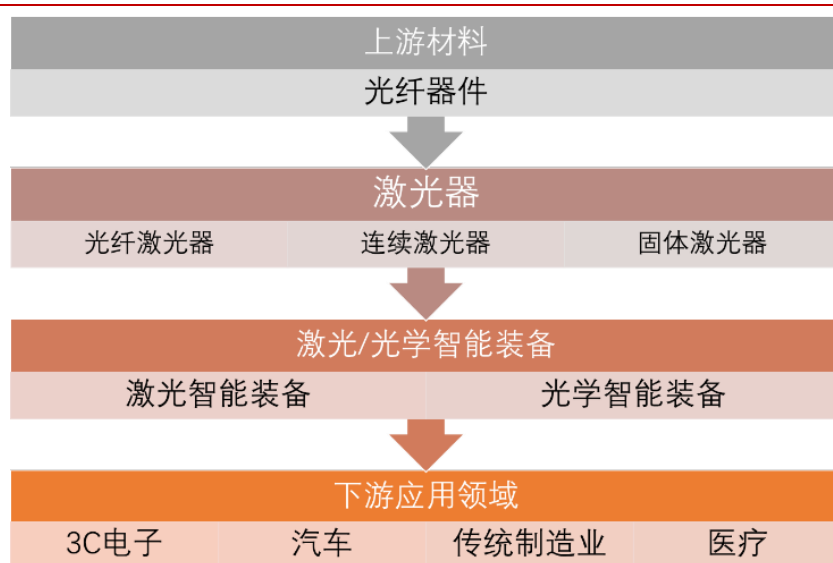 上游材料
光纤器件
激光器
光纤激光器 连续激光器 固体激光器
激光/光学智能装备
激光智能装备 光学智能装备
下游应用领域
3C电子 汽车 传统制造业 医疗